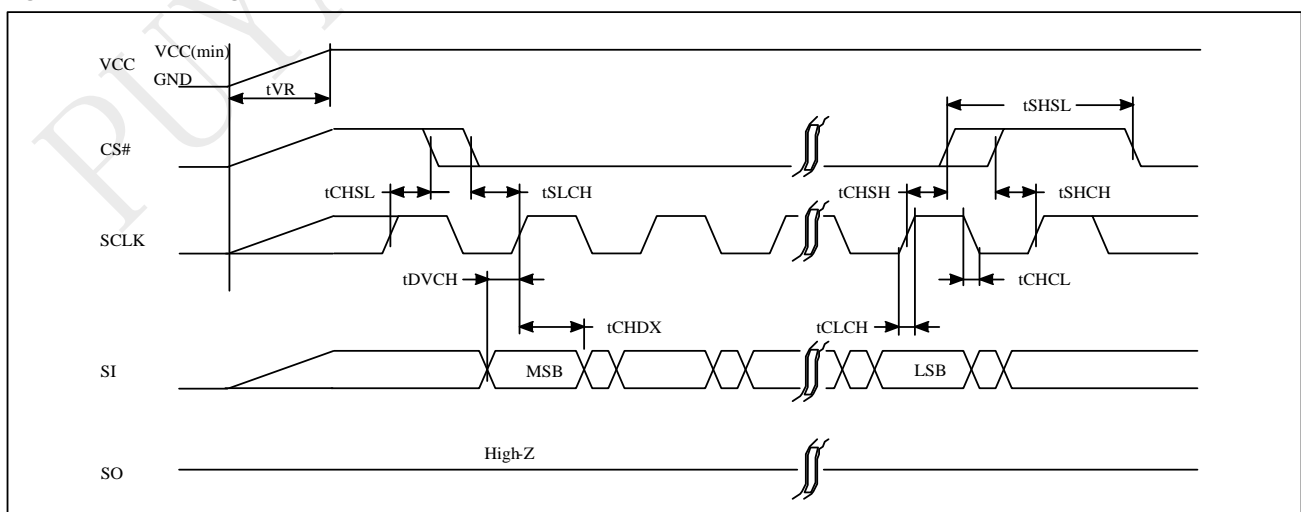 VCC(min)
VCC
GND
tVR
tSHSL
CS#
tCHSL
tSLCH
tCHSH
tSHCH
SCLK
tDVCH
tCHCL
tCHDX
tCLCH
SI
MSB
LSB
High-Z
SO